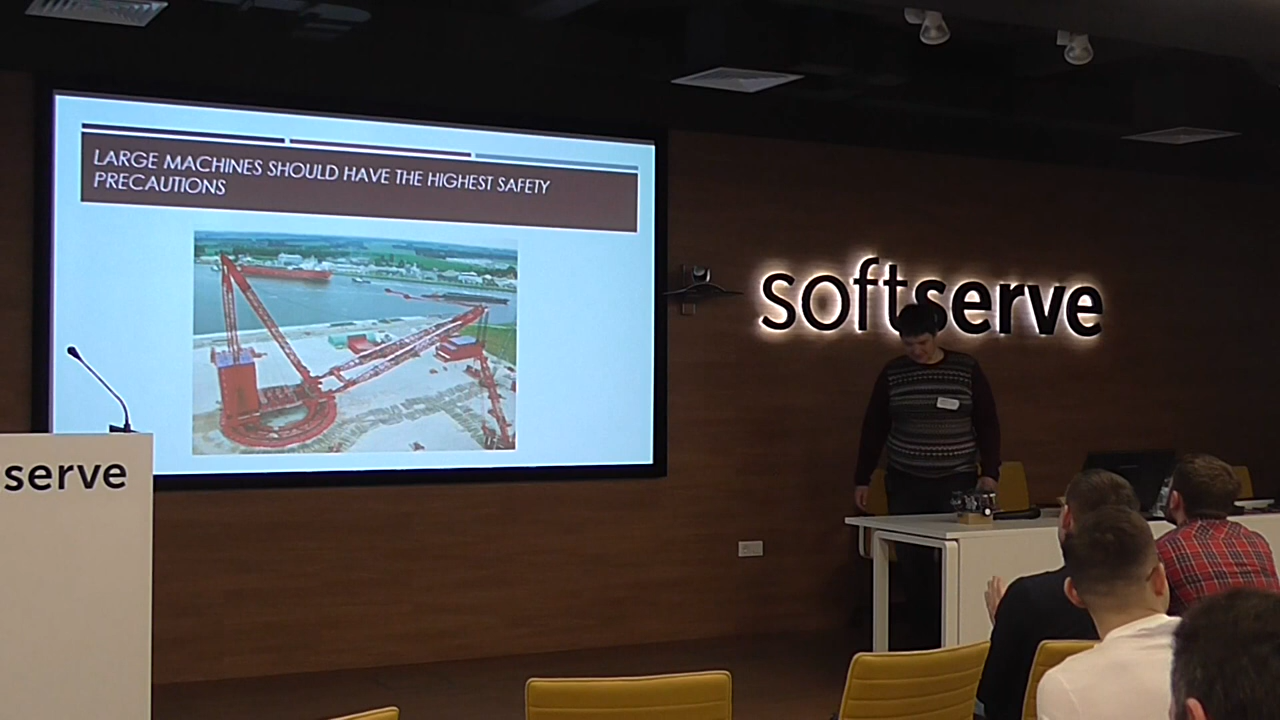 LARGE MACHINES SHOULD HAVE THE HIGHEST SAFETY
PRECAUTIONS
softserve
serve